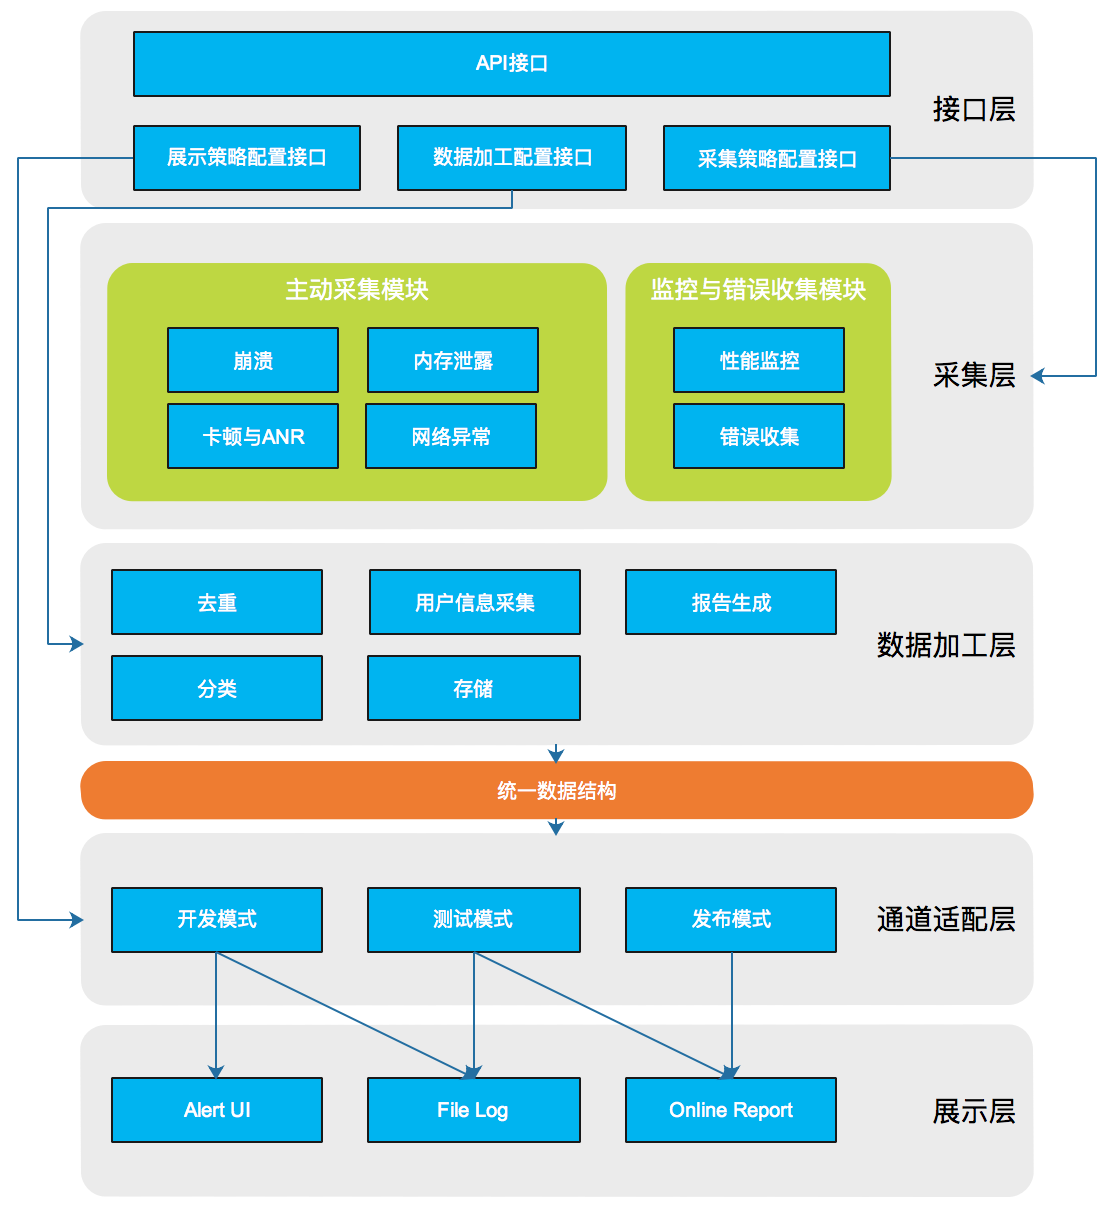 API接口
接口层
展示策略配置接口
数据加工配置接口
采集策略配置接口
主动采集模块
监控与错误收集模块
崩溃
内存泄露
性能监控
采集层
卡顿与ANR
网络异常
错误收集
去重
用户信息采集
报告生成
数据加工层
分类
存储
统一数据结构
开发模式
测试模式
发布模式
通道适配层
Alert UI
File Log
Online Report
展示层